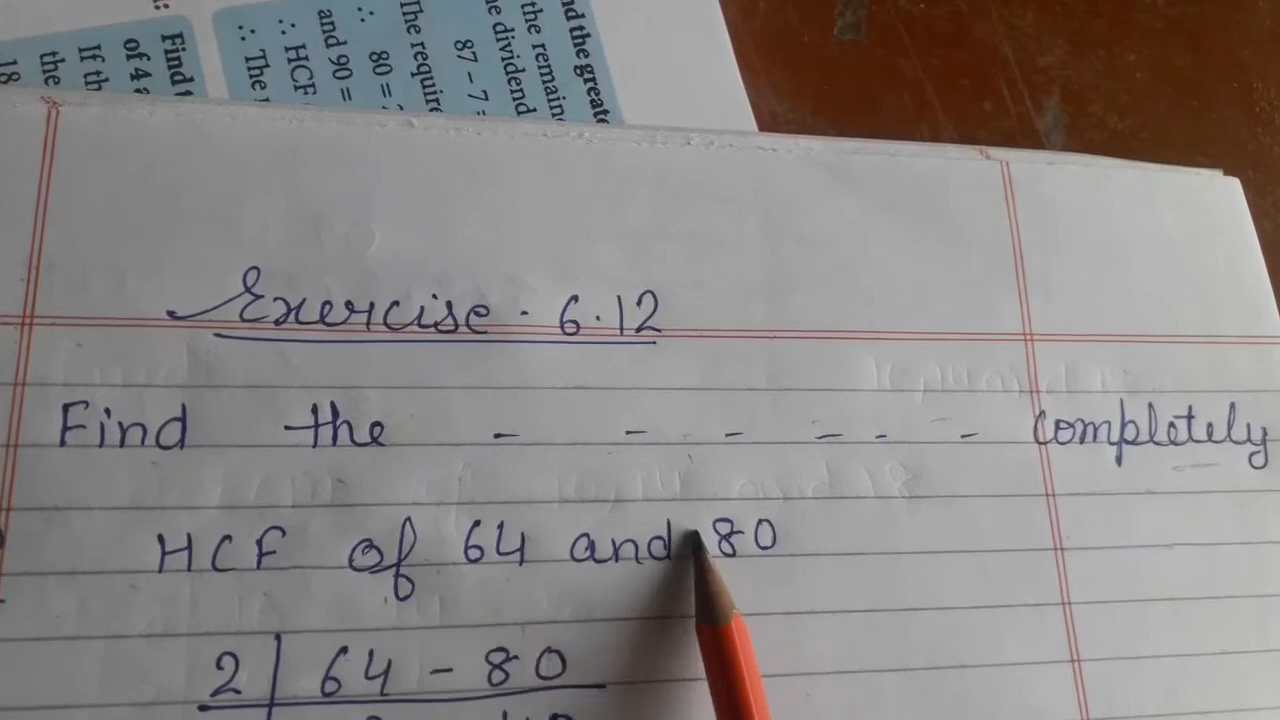 nd the greate
the remain
e dividend
87 – 7 =
The require
∴ 80 =
and 90 =
∴ HCF
∴ The
Find
of 4
If th
the
18
Exercise · 6.12
Find the - - - - - - completely
HCF of 64 and 80
2 | 64 - 80